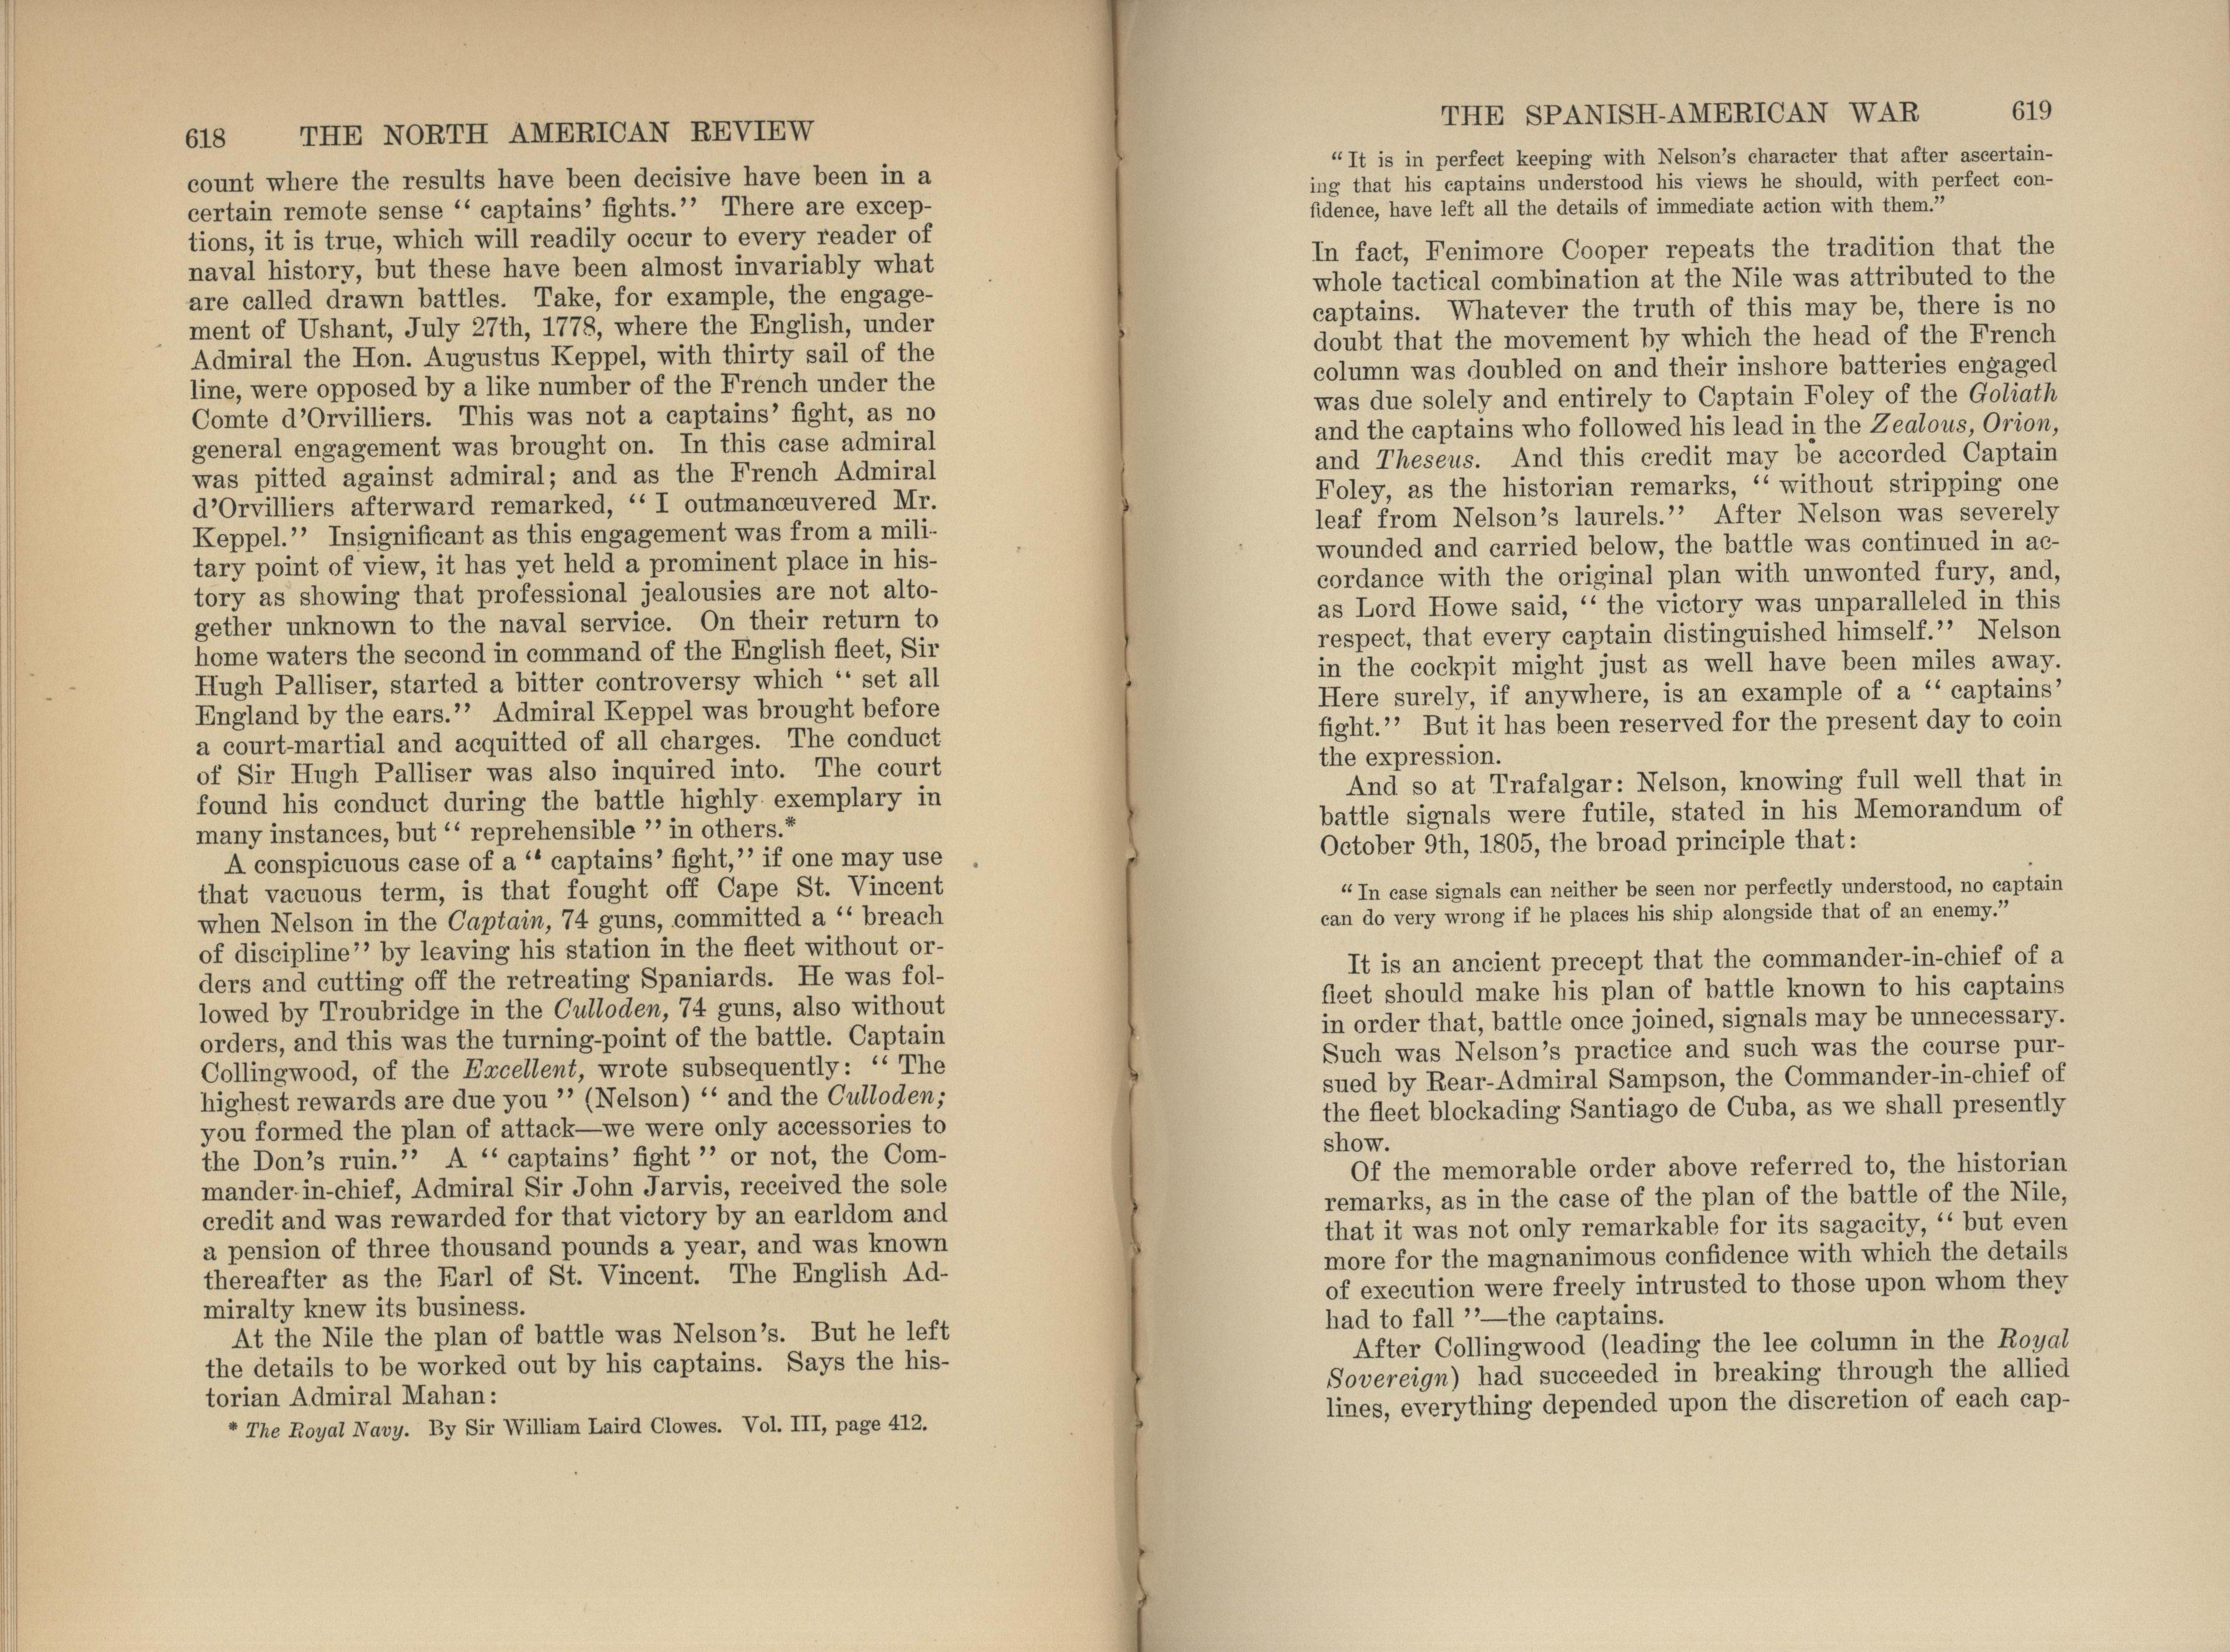 618 THE NORTH AMERICAN REVIEW
count where the results have been decisive have been in a
certain remote sense “ captains’ fights.” There are excep-
tions, it is true, which will readily occur to every reader of
naval history, but these have been almost invariably what
are called drawn battles. Take, for example, the engage-
ment of Ushant, July 27th, 1778, where the English, under
Admiral the Hon. Augustus Keppel, with thirty sail of the
line, were opposed by a like number of the French under the
Comte d’Orvilliers. This was not a captains’ fight, as no
general engagement was brought on. In this case admiral
was pitted against admiral; and as the French Admiral
d’Orvilliers afterward remarked, “ I outmanœuvered Mr.
Keppel.” Insignificant as this engagement was from a mili-
tary point of view, it has yet held a prominent place in his-
tory as showing that professional jealousies are not alto-
gether unknown to the naval service. On their return to
home waters the second in command of the English fleet, Sir
Hugh Palliser, started a bitter controversy which “ set all
England by the ears.” Admiral Keppel was brought before
a court-martial and acquitted of all charges. The conduct
of Sir Hugh Palliser was also inquired into. The court
found his conduct during the battle highly exemplary in
many instances, but “ reprehensible ” in others.*
A conspicuous case of a “ captains’ fight,” if one may use
that vacuous term, is that fought off Cape St. Vincent
when Nelson in the Captain, 74 guns, committed a “ breach
of discipline” by leaving his station in the fleet without or-
ders and cutting off the retreating Spaniards. He was fol-
lowed by Troubridge in the Culloden, 74 guns, also without
orders, and this was the turning-point of the battle. Captain
Collingwood, of the Excellent, wrote subsequently: “ The
highest rewards are due you ” (Nelson) “ and the Culloden;
you formed the plan of attack—we were only accessories to
the Don’s ruin.” A “ captains’ fight ” or not, the Com-
mander-in-chief, Admiral Sir John Jarvis, received the sole
credit and was rewarded for that victory by an earldom and
a pension of three thousand pounds a year, and was known
thereafter as the Earl of St. Vincent. The English Ad-
miralty knew its business.
At the Nile the plan of battle was Nelson’s. But he left
the details to be worked out by his captains. Says the his-
torian Admiral Mahan:
* The Royal Navy. By Sir William Laird Clowes. Vol. III, page 412.
THE SPANISH-AMERICAN WAR 619
“It is in perfect keeping with Nelson’s character that after ascertain-
ing that his captains understood his views he should, with perfect con-
fidence, have left all the details of immediate action with them.”
In fact, Fenimore Cooper repeats the tradition that the
whole tactical combination at the Nile was attributed to the
captains. Whatever the truth of this may be, there is no
doubt that the movement by which the head of the French
column was doubled on and their inshore batteries engaged
was due solely and entirely to Captain Foley of the Goliath
and the captains who followed his lead in the Zealous, Orion,
and Theseus. And this credit may be accorded Captain
Foley, as the historian remarks, “ without stripping one
leaf from Nelson’s laurels.” After Nelson was severely
wounded and carried below, the battle was continued in ac-
cordance with the original plan with unwonted fury, and,
as Lord Howe said, “ the victory was unparalleled in this
respect, that every captain distinguished himself.” Nelson
in the cockpit might just as well have been miles away.
Here surely, if anywhere, is an example of a “ captains’
fight.” But it has been reserved for the present day to coin
the expression.
And so at Trafalgar: Nelson, knowing full well that in
battle signals were futile, stated in his Memorandum of
October 9th, 1805, the broad principle that:
“In case signals can neither be seen nor perfectly understood, no captain
can do very wrong if he places his ship alongside that of an enemy.”
It is an ancient precept that the commander-in-chief of a
fleet should make his plan of battle known to his captains
in order that, battle once joined, signals may be unnecessary.
Such was Nelson’s practice and such was the course pur-
sued by Rear-Admiral Sampson, the Commander-in-chief of
the fleet blockading Santiago de Cuba, as we shall presently
show.
Of the memorable order above referred to, the historian
remarks, as in the case of the plan of the battle of the Nile,
that it was not only remarkable for its sagacity, “ but even
more for the magnanimous confidence with which the details
of execution were freely intrusted to those upon whom they
had to fall ”—the captains.
After Collingwood (leading the lee column in the Royal
Sovereign) had succeeded in breaking through the allied
lines, everything depended upon the discretion of each cap-